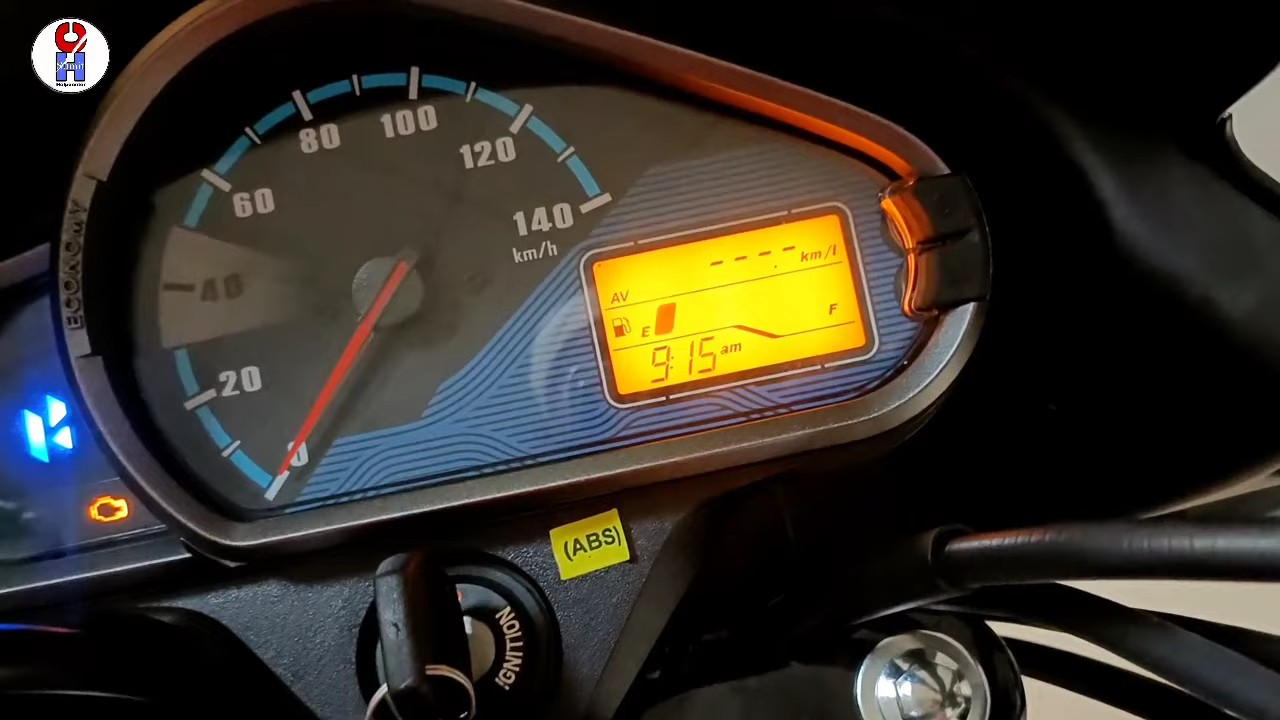 ECONOMY
0
20
40
60
80
100
120
140
km/h
- - - - km/l
AV
E F
9:15 am
(ABS)
IGNITION